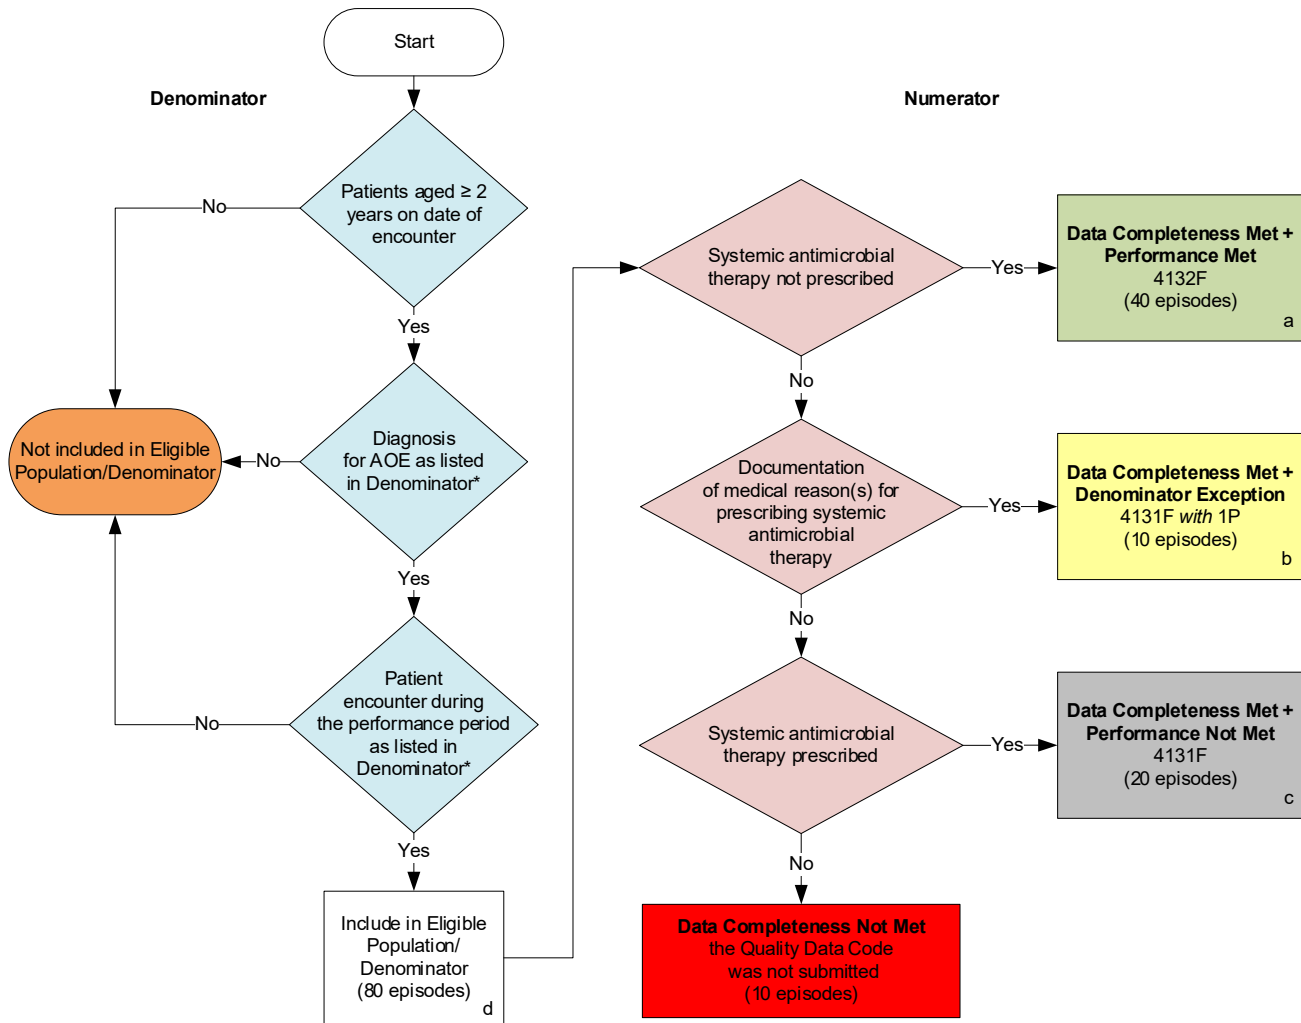 Start
Denominator
Patients aged ≥ 2
years on date of
encounter
No
Yes
Diagnosis
for AOE as listed
in Denominator*
No
Not included in Eligible
Population/Denominator
Yes
Patient
encounter during
the performance period
as listed in
Denominator*
No
Yes
Include in Eligible
Population/
Denominator
(80 episodes)
d
Numerator
Systemic antimicrobial
therapy not prescribed
Yes
Data Completeness Met +
Performance Met
4132F
(40 episodes)
a
No
Documentation
of medical reason(s) for
prescribing systemic
antimicrobial
therapy
Yes
Data Completeness Met +
Denominator Exception
4131F with 1P
(10 episodes)
b
No
Systemic antimicrobial
therapy prescribed
Yes
Data Completeness Met +
Performance Not Met
4131F
(20 episodes)
c
No
Data Completeness Not Met
the Quality Data Code
was not submitted
(10 episodes)